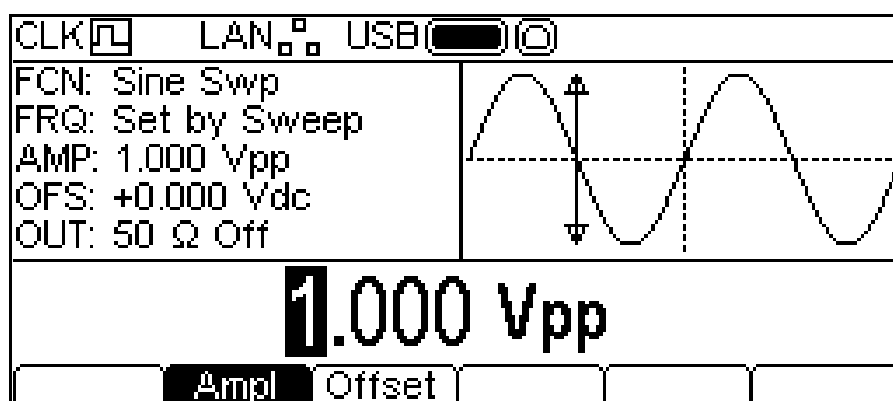 CLK LAN USB
FCN: Sine Swp
FRQ: Set by Sweep
AMP: 1.000 Vpp
OFS: +0.000 Vdc
OUT: 50 Ω Off
1.000 Vpp
Ampl Offset